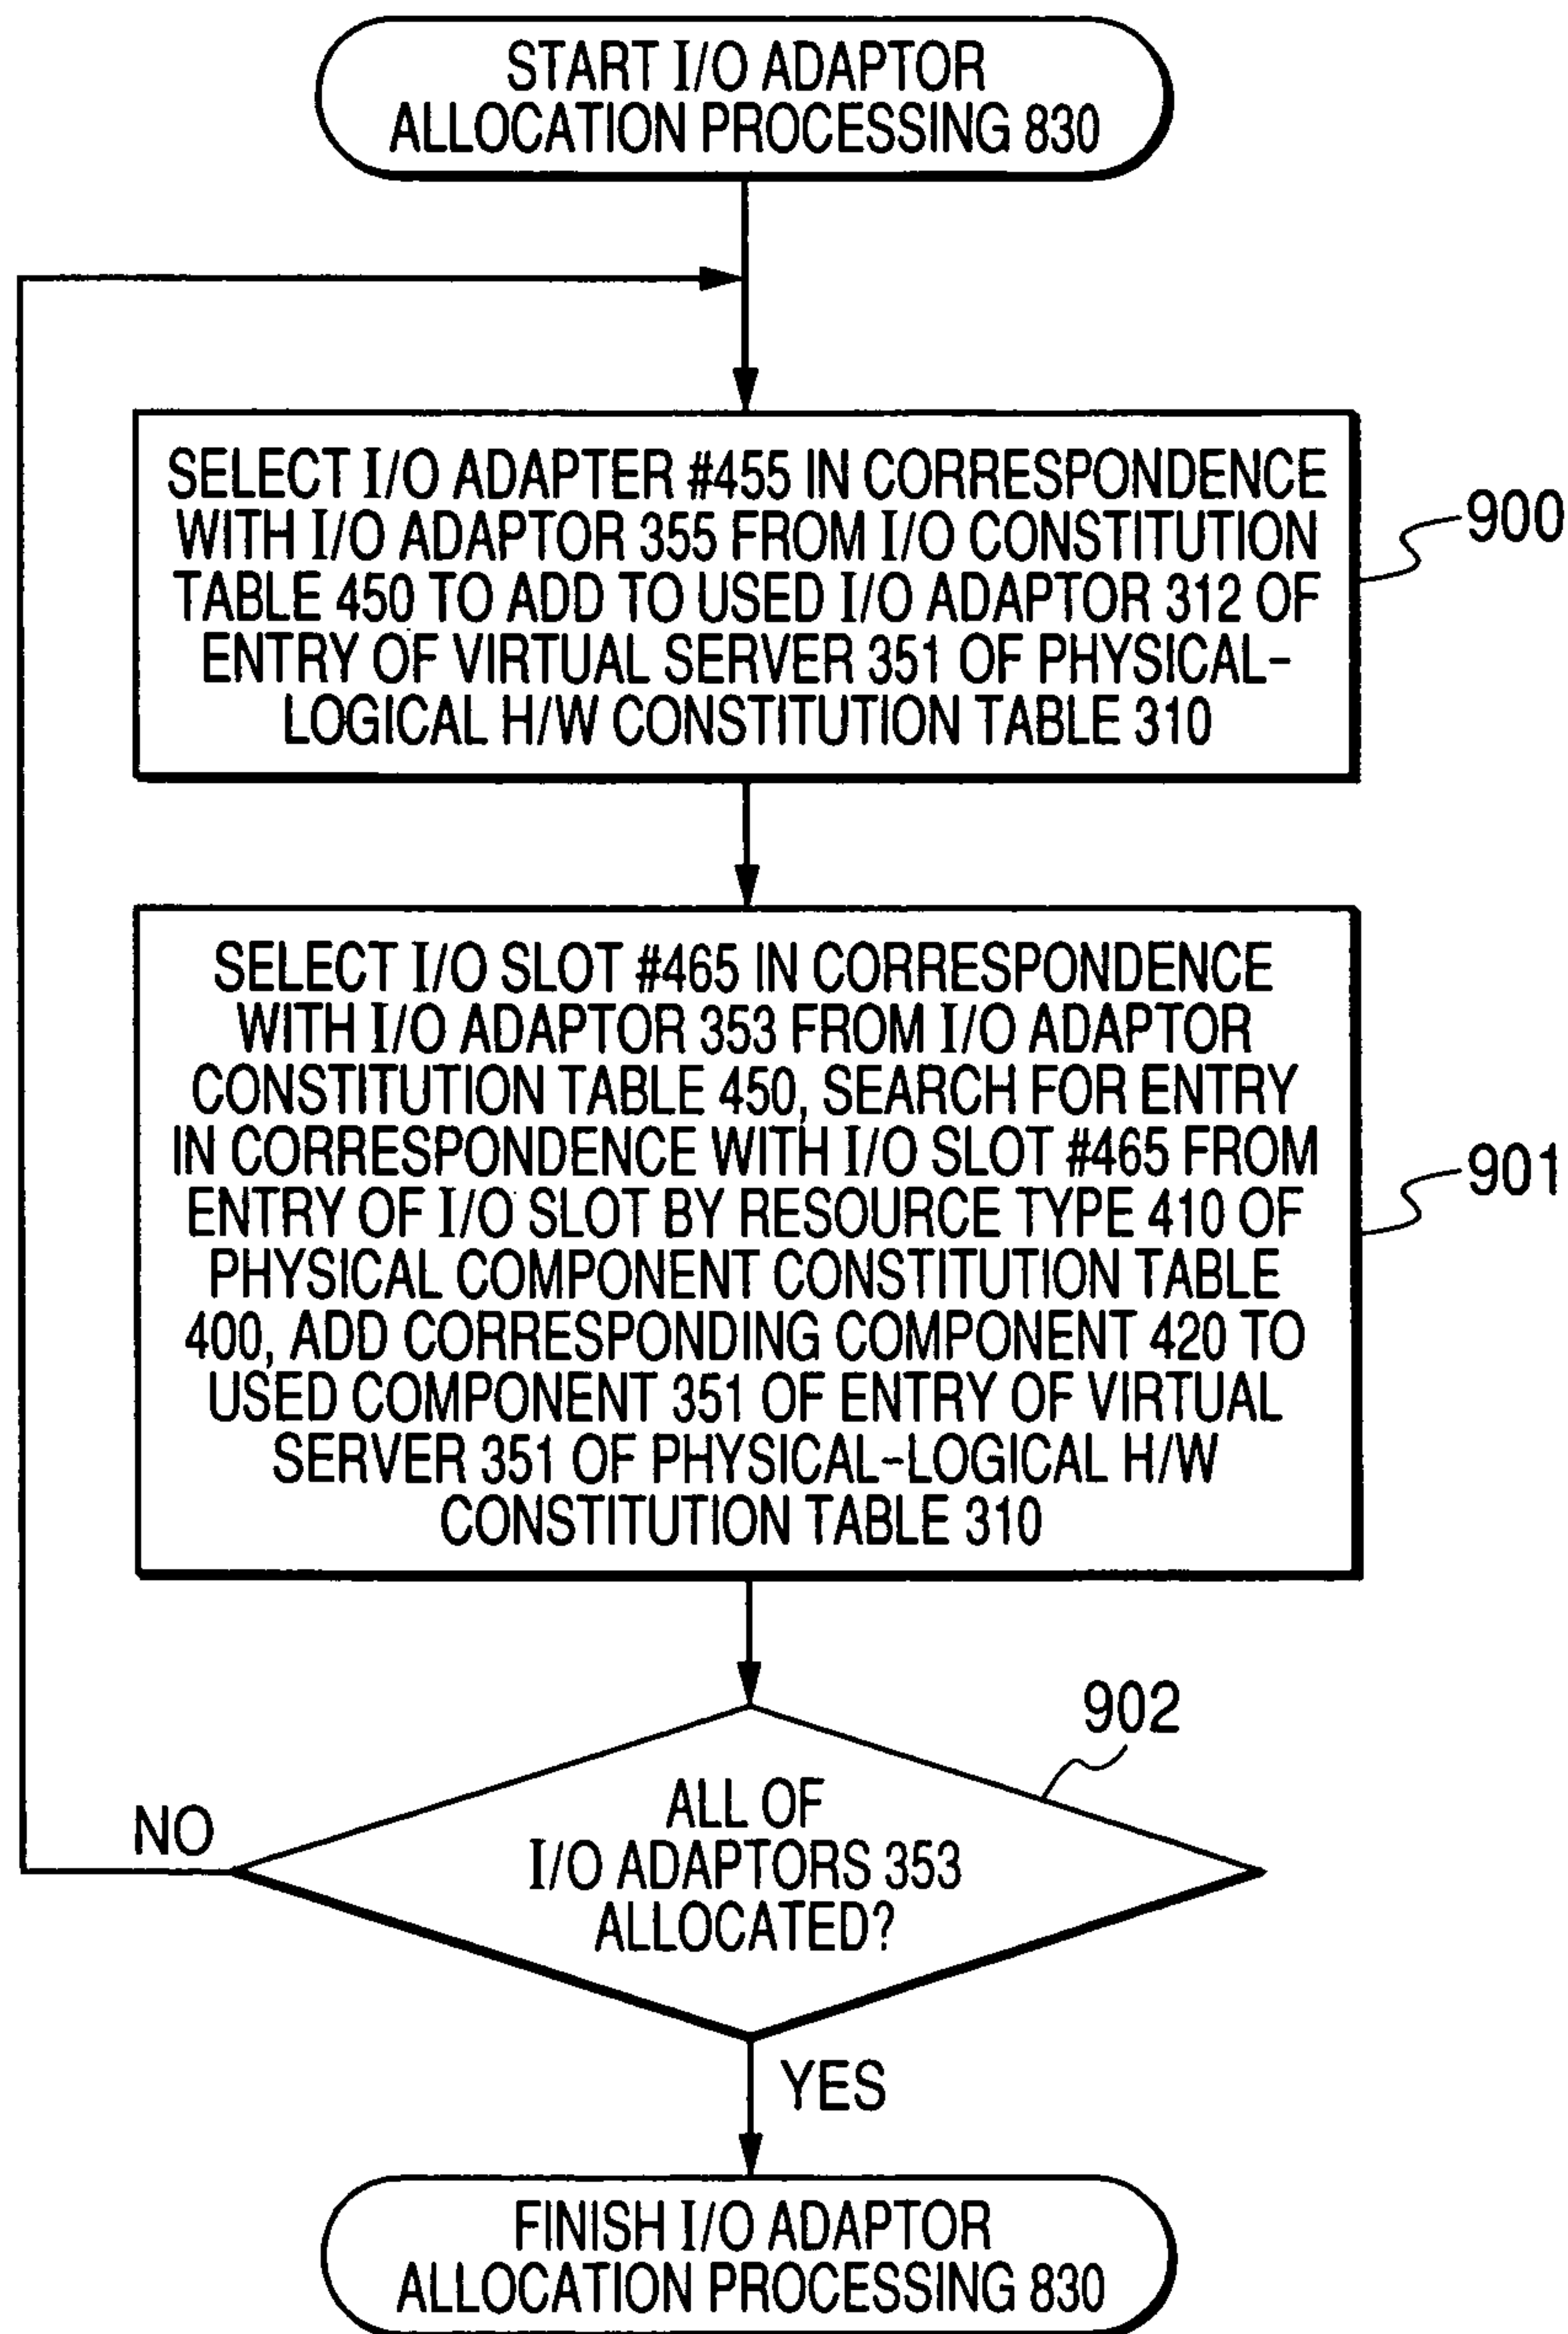 START I/O ADAPTOR
ALLOCATION PROCESSING 830
SELECT I/O ADAPTER #455 IN CORRESPONDENCE
WITH I/O ADAPTOR 355 FROM I/O CONSTITUTION
TABLE 450 TO ADD TO USED I/O ADAPTOR 312 OF
ENTRY OF VIRTUAL SERVER 351 OF PHYSICAL-
LOGICAL H/W CONSTITUTION TABLE 310
900
SELECT I/O SLOT #465 IN CORRESPONDENCE
WITH I/O ADAPTOR 353 FROM I/O ADAPTOR
CONSTITUTION TABLE 450, SEARCH FOR ENTRY
IN CORRESPONDENCE WITH I/O SLOT #465 FROM
ENTRY OF I/O SLOT BY RESOURCE TYPE 410 OF
PHYSICAL COMPONENT CONSTITUTION TABLE
400, ADD CORRESPONDING COMPONENT 420 TO
USED COMPONENT 351 OF ENTRY OF VIRTUAL
SERVER 351 OF PHYSICAL-LOGICAL H/W
CONSTITUTION TABLE 310
901
902
ALL OF
I/O ADAPTORS 353
ALLOCATED?
NO
YES
FINISH I/O ADAPTOR
ALLOCATION PROCESSING 830